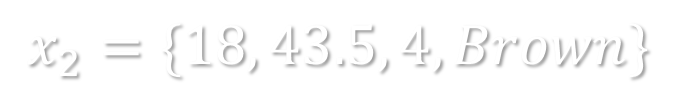 x₂ = {18, 43.5, 4, Brown}